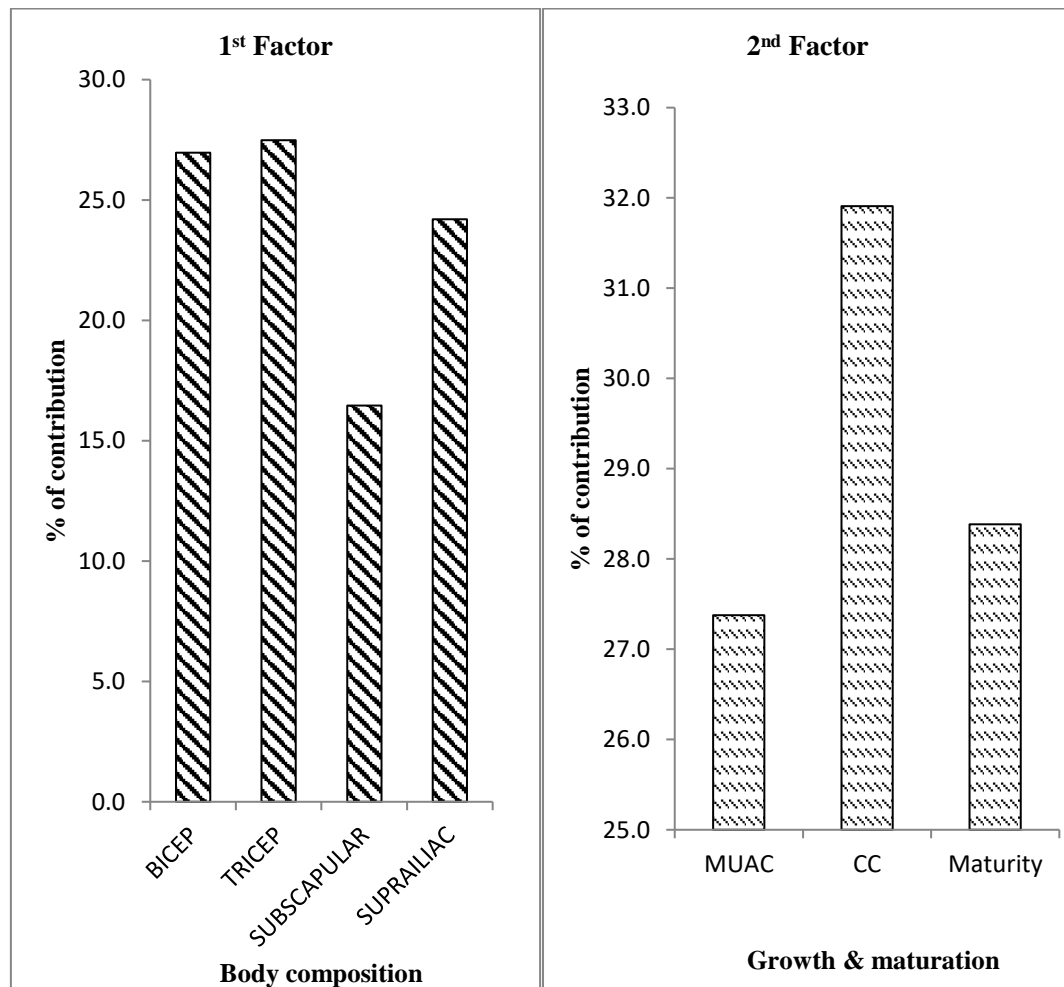 1st Factor
30.0
25.0
20.0
15.0
10.0
5.0
0.0
% of contribution
BICEP
TRICEP
SUBSCAPULAR
SUPRAILIAC
Body composition
2nd Factor
33.0
32.0
31.0
30.0
29.0
28.0
27.0
26.0
25.0
% of contribution
MUAC CC Maturity
Growth & maturation